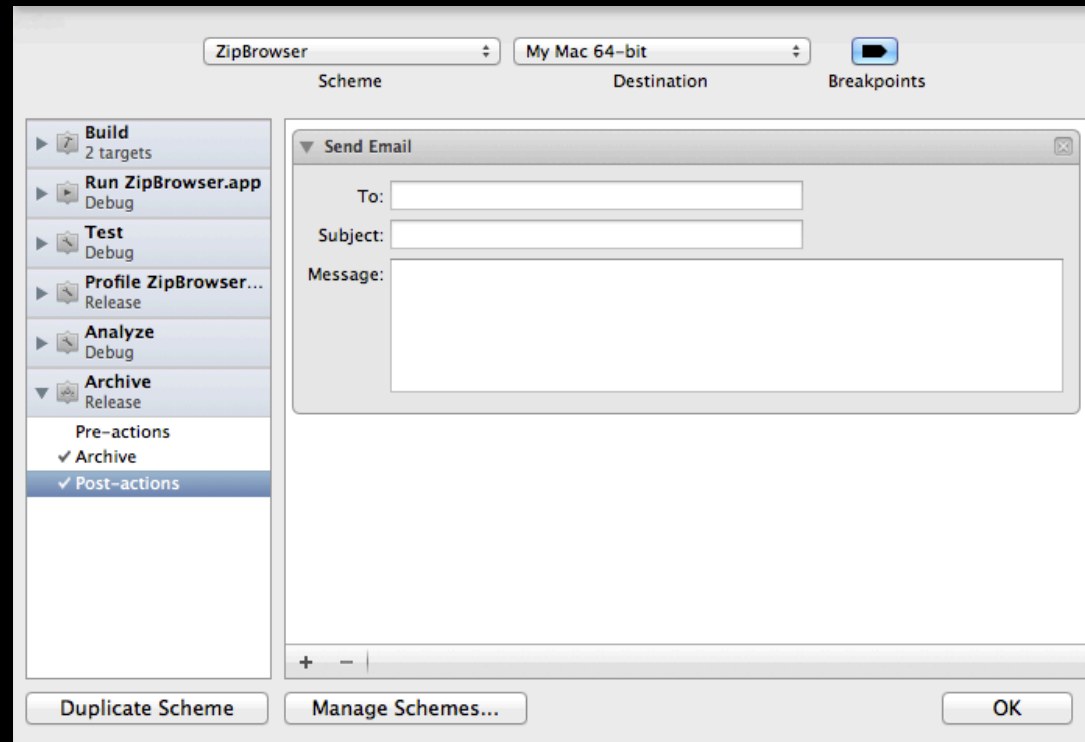 ZipBrowser
My Mac 64-bit
Scheme
Destination
Breakpoints
Build
2 targets
Run ZipBrowser.app
Debug
Test
Debug
Profile ZipBrowser...
Release
Analyze
Debug
Archive
Release
Pre-actions
Archive
Post-actions
Send Email
To:
Subject:
Message:
Duplicate Scheme
Manage Schemes...
OK